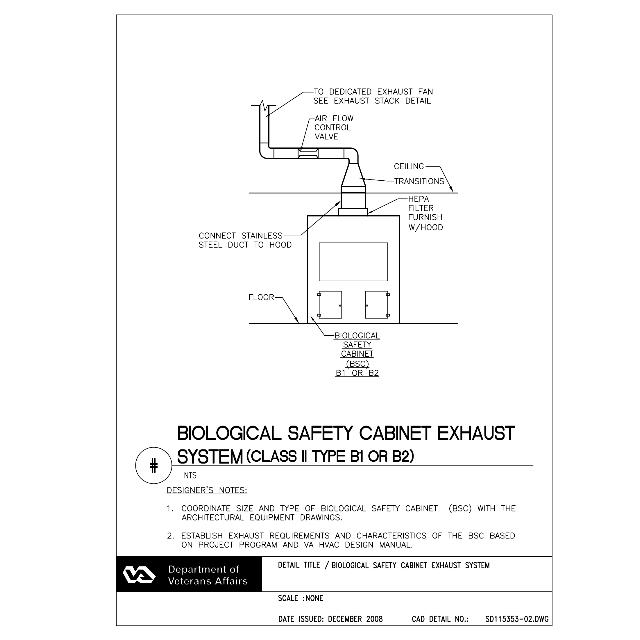 TO DEDICATED EXHAUST FAN
SEE EXHAUST STACK DETAIL
AIR FLOW
CONTROL
VALVE
CEILING
TRANSITIONS
HEPA
FILTER
FURNISH
W/HOOD
CONNECT STAINLESS
STEEL DUCT TO HOOD
FLOOR
BIOLOGICAL
SAFETY
CABINET
(BSC)
B1 OR B2
BIOLOGICAL SAFETY CABINET EXHAUST
# SYSTEM (CLASS II TYPE B1 OR B2)
NTS
DESIGNER'S NOTES:
1. COORDINATE SIZE AND TYPE OF BIOLOGICAL SAFETY CABINET (BSC) WITH THE
ARCHITECTURAL EQUIPMENT DRAWINGS.
2. ESTABLISH EXHAUST REQUIREMENTS AND CHARACTERISTICS OF THE BSC BASED
ON PROJECT PROGRAM AND VA HVAC DESIGN MANUAL.
VA Department of
Veterans Affairs
DETAIL TITLE / BIOLOGICAL SAFETY CABINET EXHAUST SYSTEM
SCALE : NONE
DATE ISSUED: DECEMBER 2008 CAD DETAIL NO.: SD115353-02.DWG